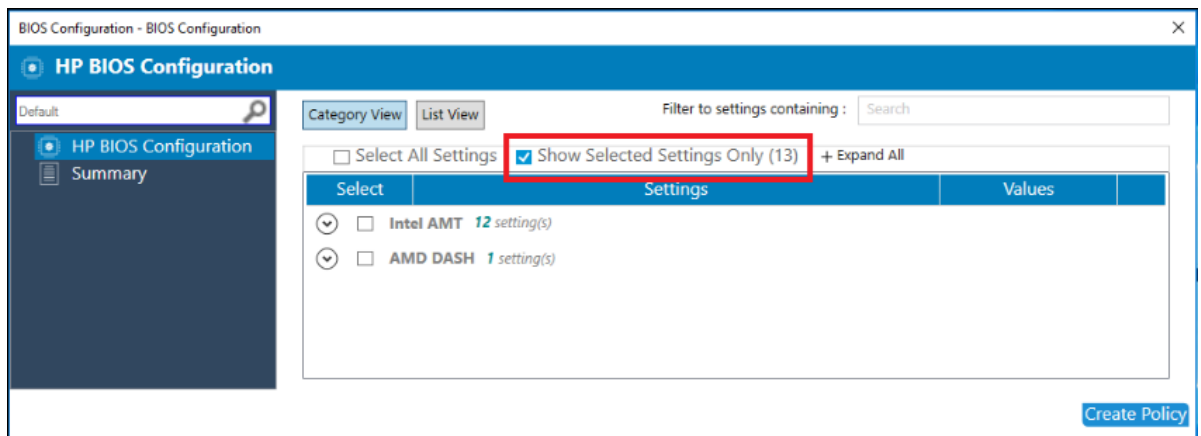 BIOS Configuration - BIOS Configuration
HP BIOS Configuration
Default
HP BIOS Configuration
Summary
Category View List View Filter to settings containing : Search
Select All Settings Show Selected Settings Only (13) + Expand All
Select Settings Values
Intel AMT 12 setting(s)
AMD DASH 1 setting(s)
Create Policy